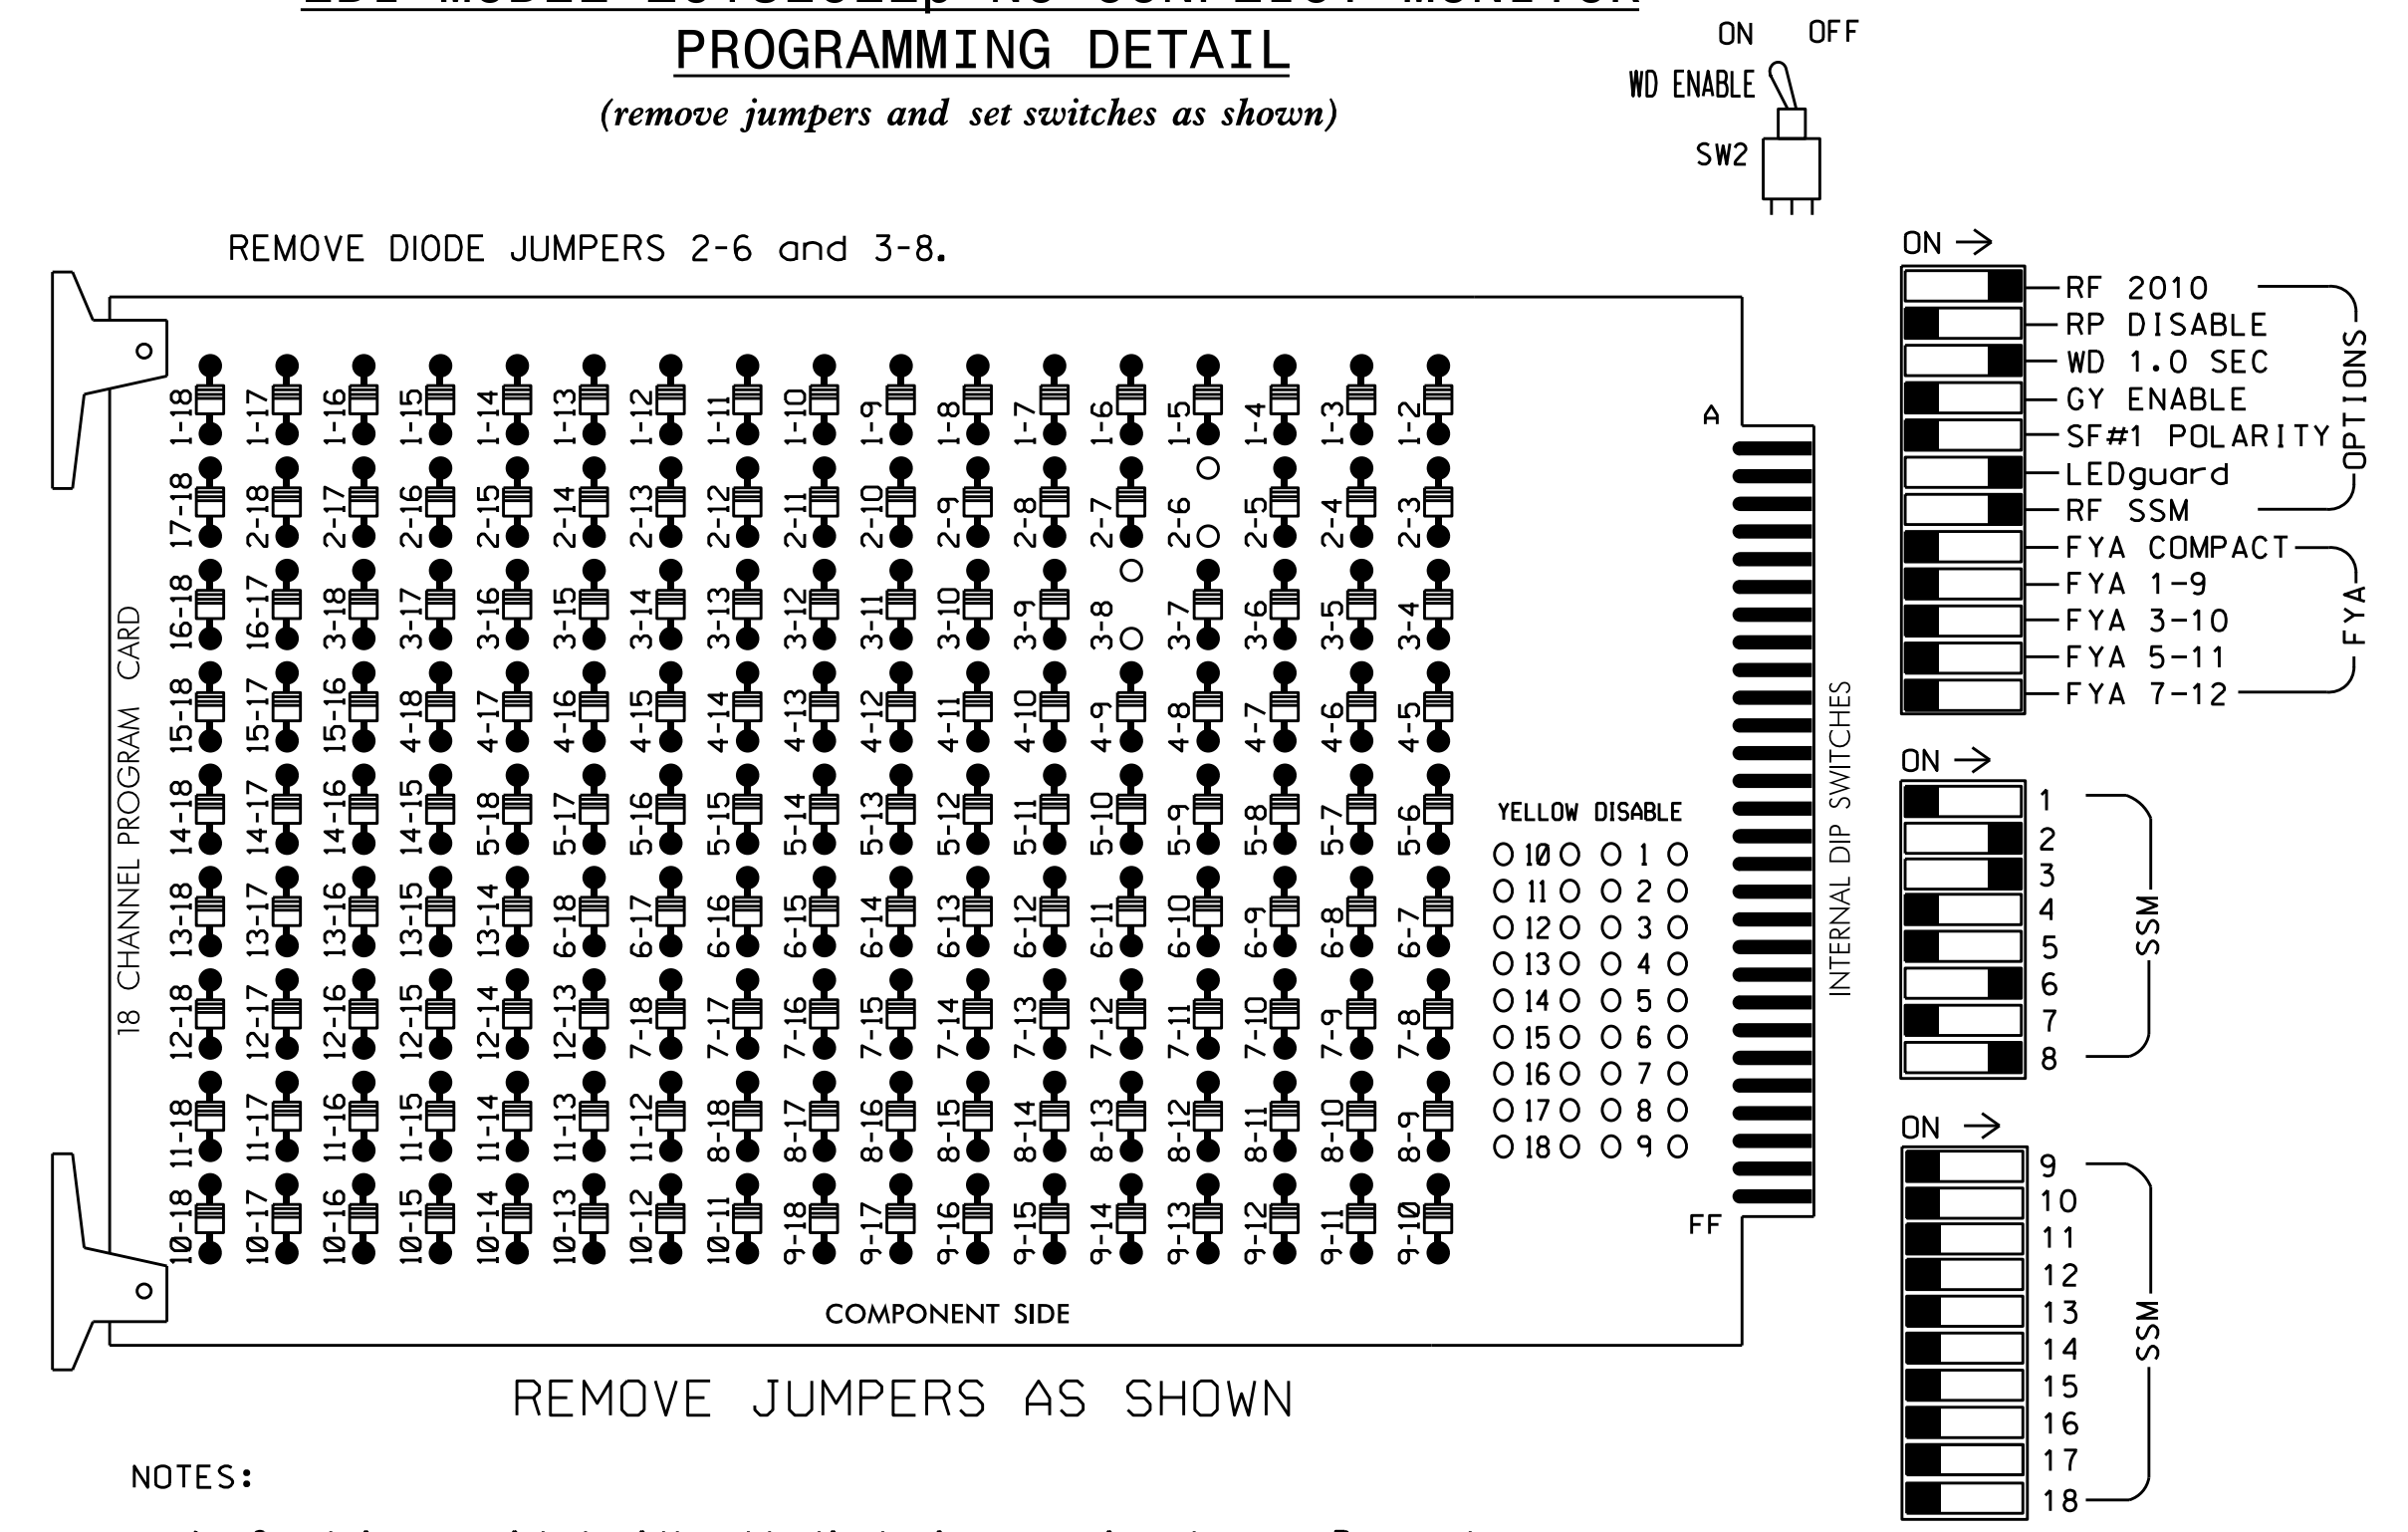 PROGRAMMING DETAIL
(remove jumpers and set switches as shown)
ON OFF
WD ENABLE
SW2
REMOVE DIODE JUMPERS 2-6 and 3-8.
18 CHANNEL PROGRAM CARD
1-18 1-17 1-16 1-15 1-14 1-13 1-12 1-11 1-10 1-9 1-8 1-7 1-6 1-5 1-4 1-3 1-2
17-18 2-18 2-17 2-16 2-15 2-14 2-13 2-12 2-11 2-10 2-9 2-8 2-7 2-6 2-5 2-4 2-3
16-18 16-17 3-18 3-17 3-16 3-15 3-14 3-13 3-12 3-11 3-10 3-9 3-8 3-7 3-6 3-5 3-4
15-18 15-17 15-16 4-18 4-17 4-16 4-15 4-14 4-13 4-12 4-11 4-10 4-9 4-8 4-7 4-6 4-5
14-18 14-17 14-16 14-15 5-18 5-17 5-16 5-15 5-14 5-13 5-12 5-11 5-10 5-9 5-8 5-7 5-6
13-18 13-17 13-16 13-15 13-14 6-18 6-17 6-16 6-15 6-14 6-13 6-12 6-11 6-10 6-9 6-8 6-7
12-18 12-17 12-16 12-15 12-14 12-13 7-18 7-17 7-16 7-15 7-14 7-13 7-12 7-11 7-10 7-9 7-8
11-18 11-17 11-16 11-15 11-14 11-13 11-12 8-18 8-17 8-16 8-15 8-14 8-13 8-12 8-11 8-10 8-9
10-18 10-17 10-16 10-15 10-14 10-13 10-12 10-11 9-18 9-17 9-16 9-15 9-14 9-13 9-12 9-11 9-10
A
YELLOW DISABLE
10 1
11 2
12 3
13 4
14 5
15 6
16 7
17 8
18 9
FF
COMPONENT SIDE
INTERNAL DIP SWITCHES
ON
RF 2010
RP DISABLE
WD 1.0 SEC
GY ENABLE
SF#1 POLARITY
LEDguard
RF SSM
OPTIONS
FYA COMPACT
FYA 1-9
FYA 3-10
FYA 5-11
FYA 7-12
FYA
ON
1
2
3
4
5
6
7
8
SSM
ON
9
10
11
12
13
14
15
16
17
18
SSM
REMOVE JUMPERS AS SHOWN
NOTES: